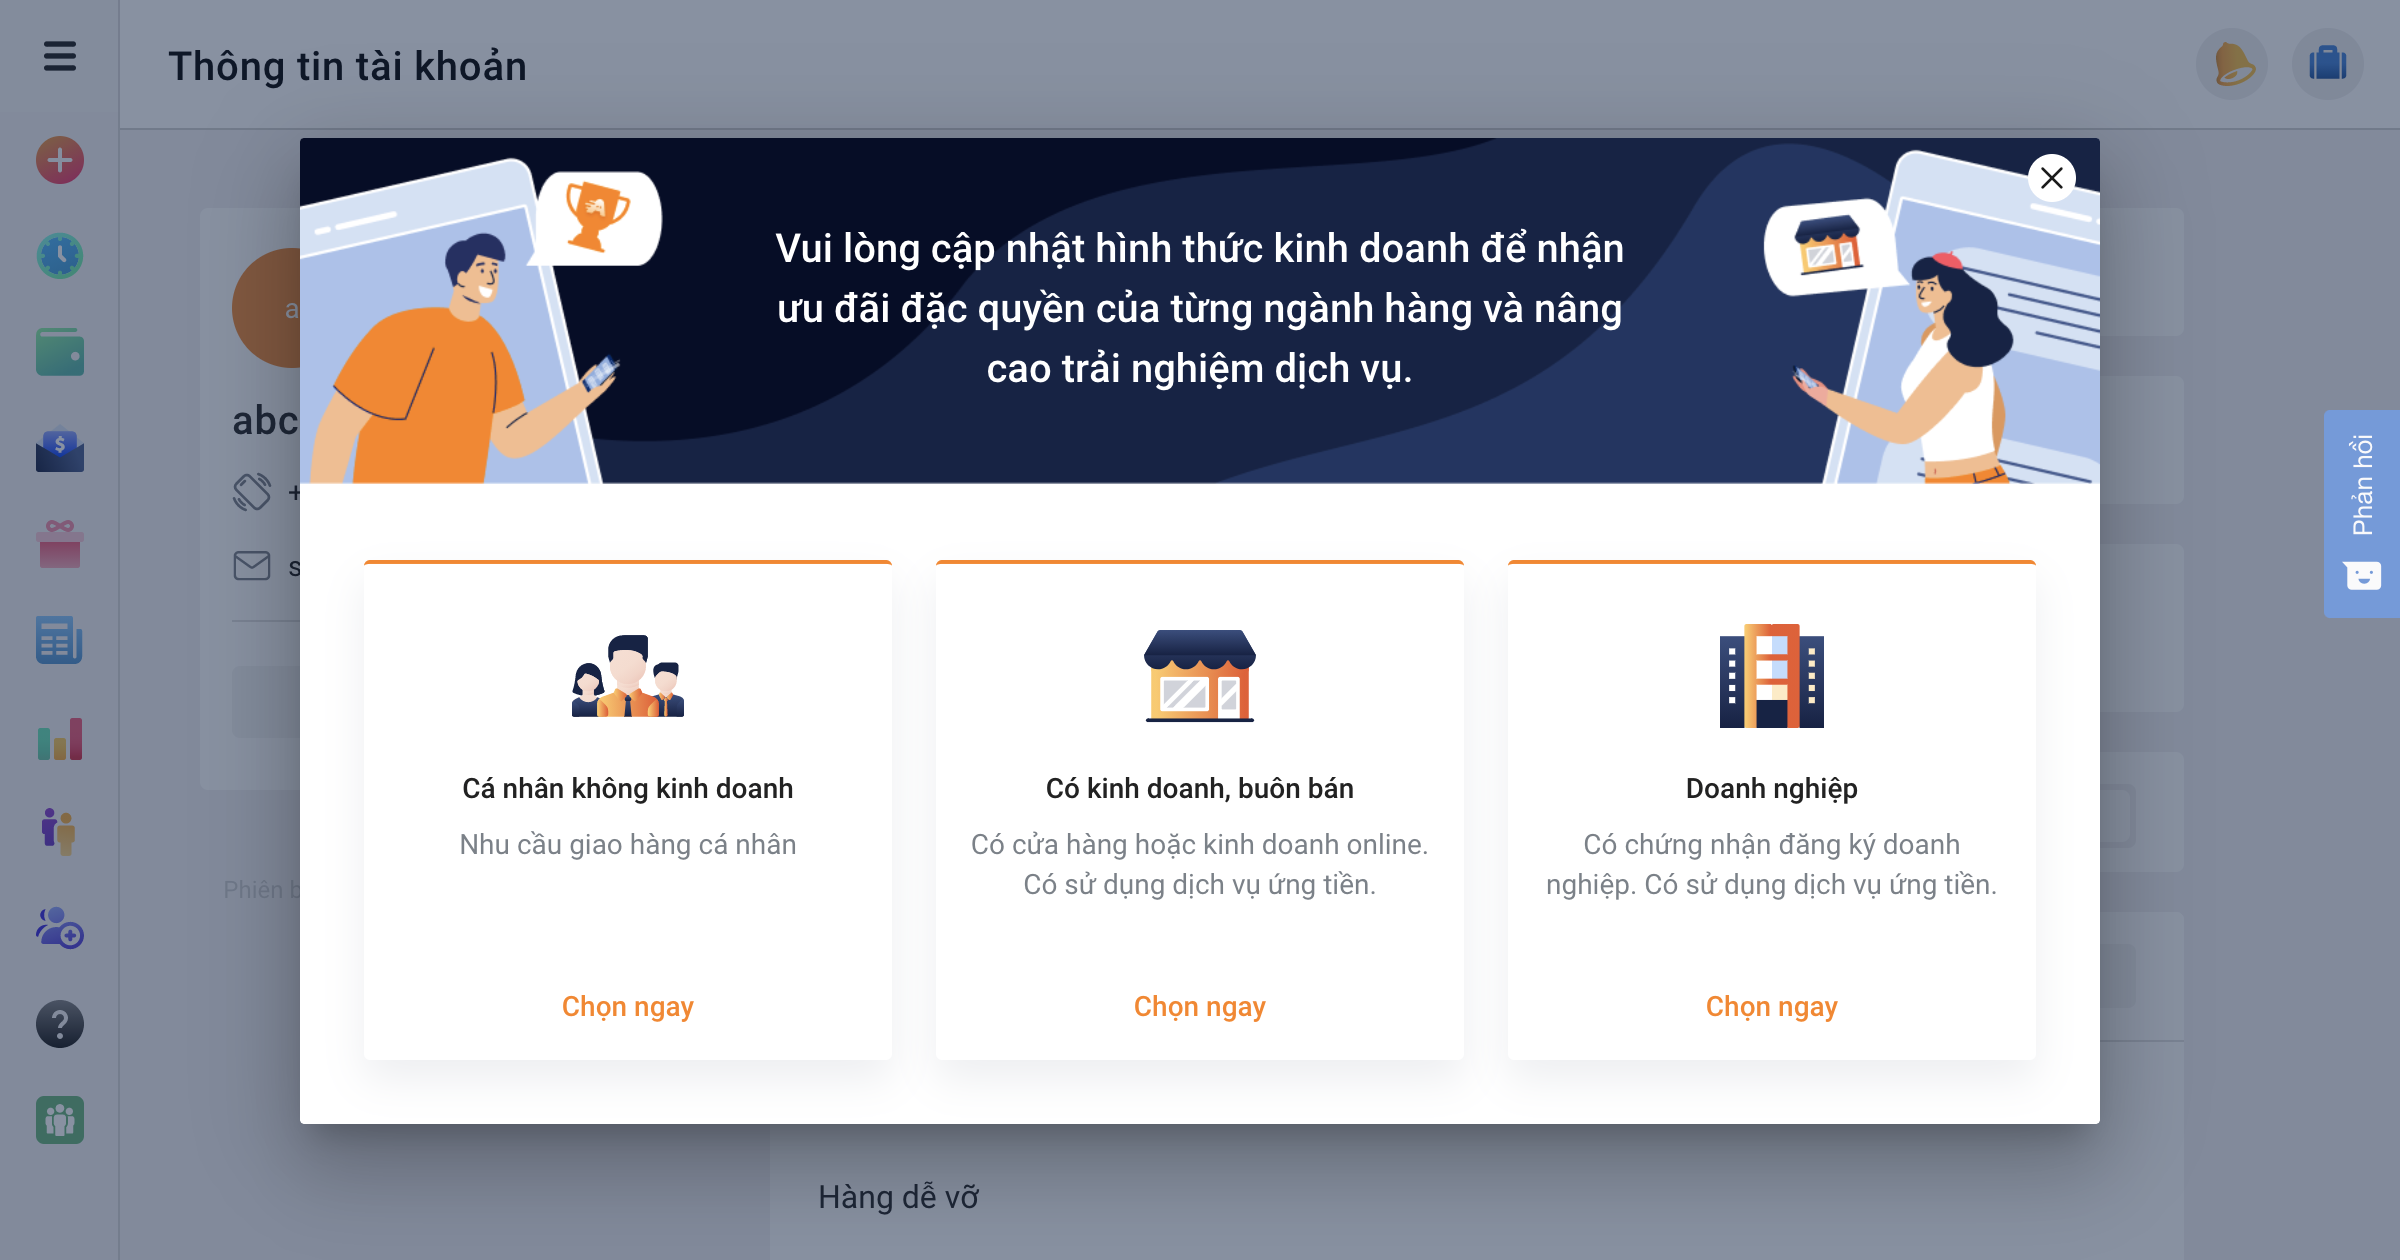 Thông tin tài khoản
Vui lòng cập nhật hình thức kinh doanh để nhận
ưu đãi đặc quyền của từng ngành hàng và nâng
cao trải nghiệm dịch vụ.
abc
Phản hồi
Cá nhân không kinh doanh
Nhu cầu giao hàng cá nhân
Chọn ngay
Có kinh doanh, buôn bán
Có cửa hàng hoặc kinh doanh online.
Có sử dụng dịch vụ ứng tiền.
Chọn ngay
Doanh nghiệp
Có chứng nhận đăng ký doanh
nghiệp. Có sử dụng dịch vụ ứng tiền.
Chọn ngay
Phiên
Hàng dễ vỡ